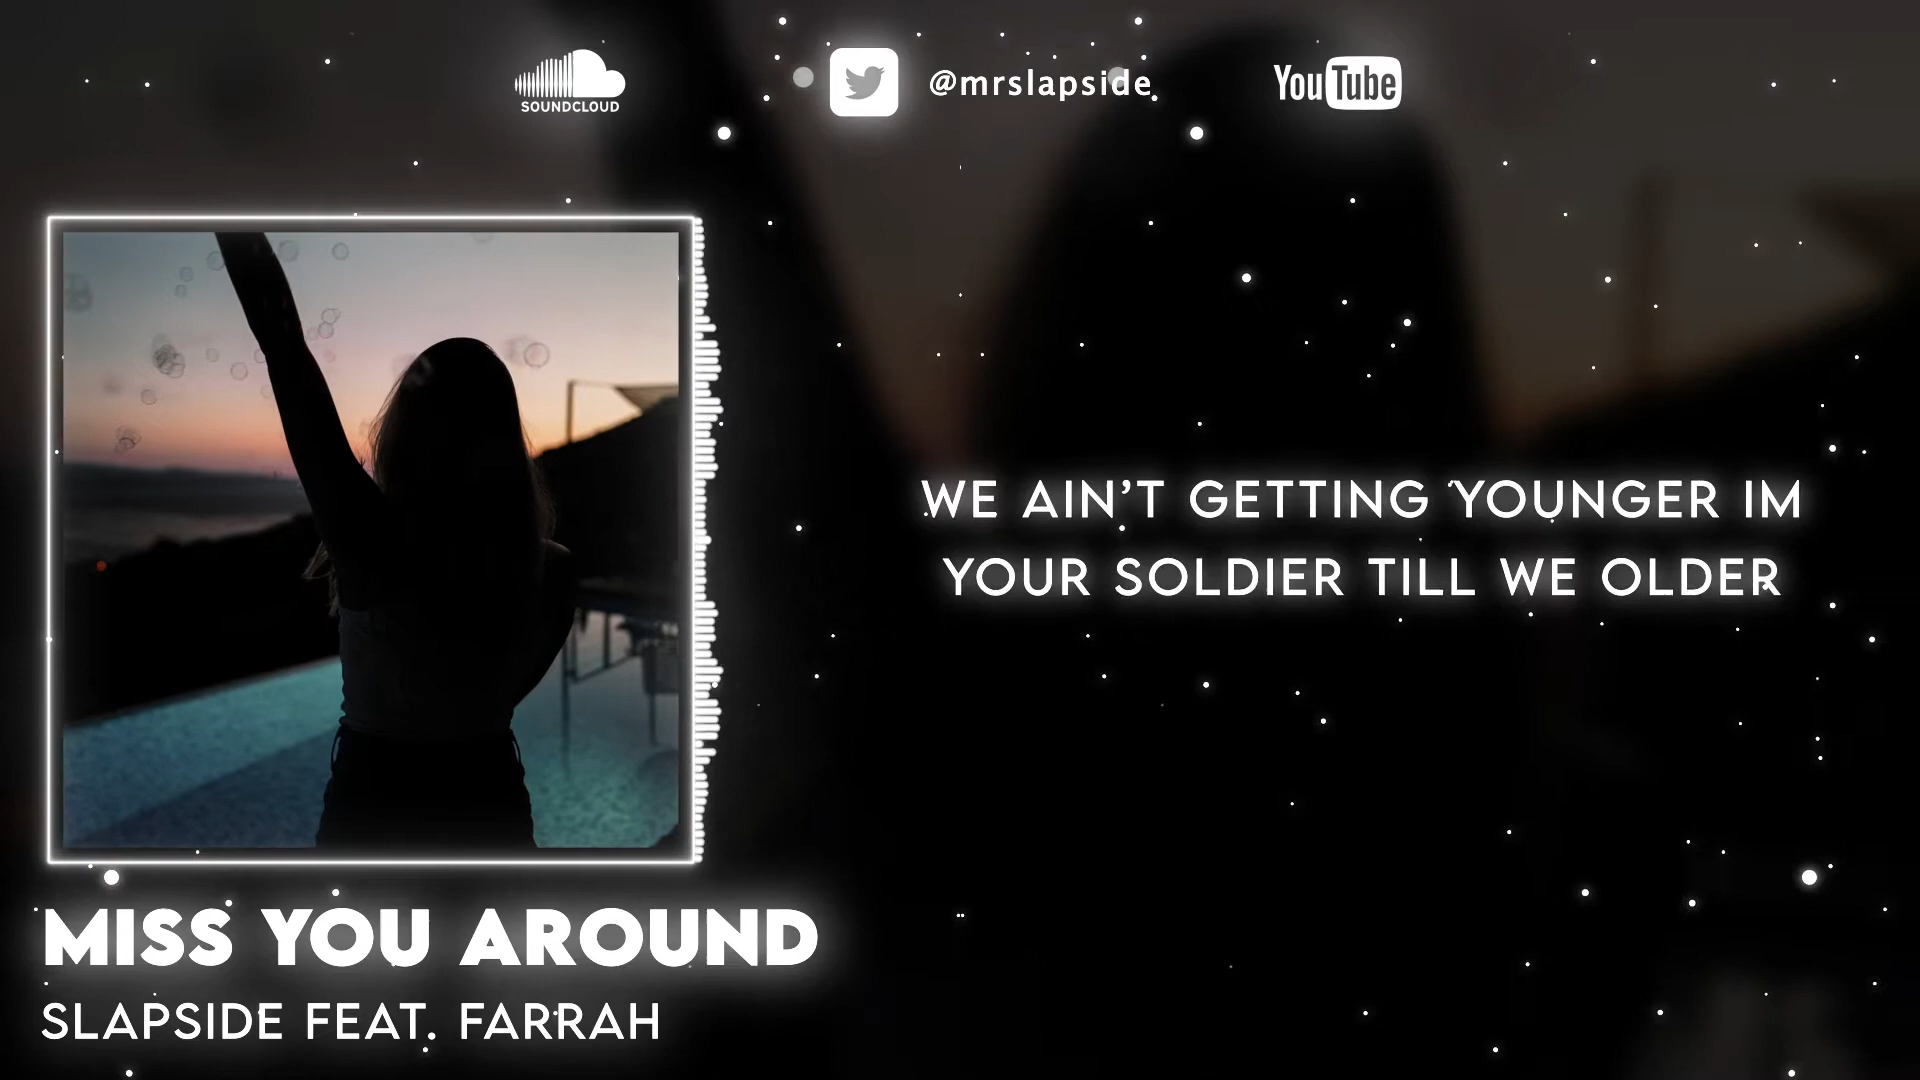 SOUNDCLOUD
@mrslapside
YouTube
WE AIN’T GETTING YOUNGER IM
YOUR SOLDIER TILL WE OLDER
MISS YOU AROUND
SLAPSIDE FEAT. FARRAH